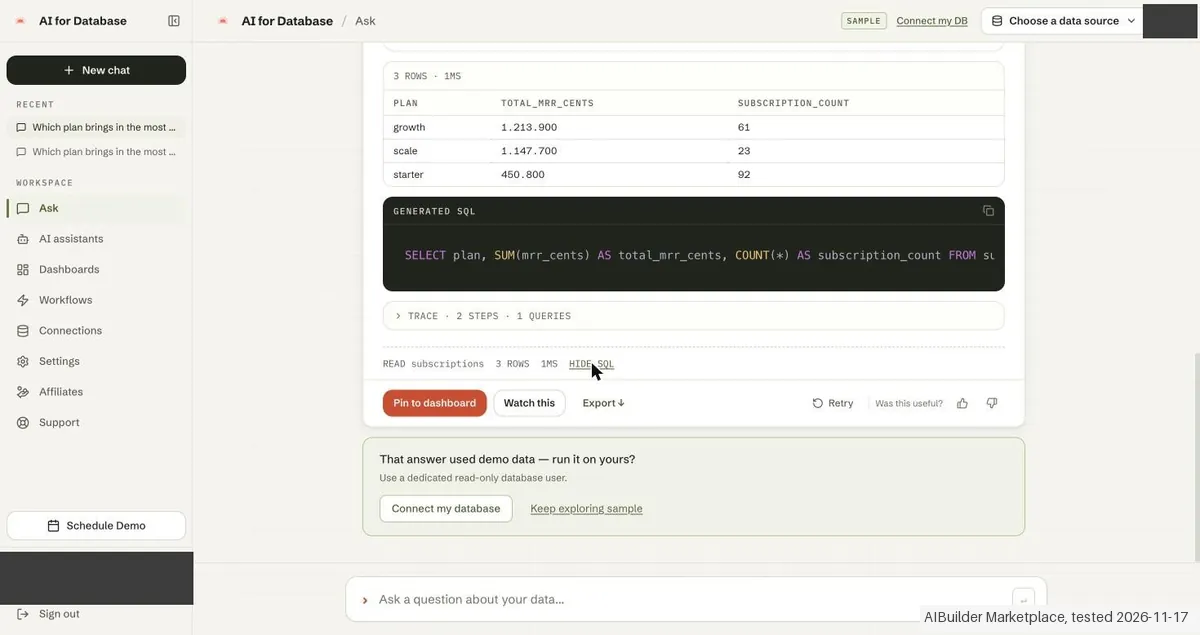 AI for Database
AI for Database / Ask
SAMPLE
Connect my DB
Choose a data source
+ New chat
RECENT
Which plan brings in the most ...
Which plan brings in the most ...
WORKSPACE
Ask
AI assistants
Dashboards
Workflows
Connections
Settings
Affiliates
Support
Schedule Demo
Sign out
3 ROWS · 1MS
PLAN TOTAL_MRR_CENTS SUBSCRIPTION_COUNT
growth 1.213.900 61
scale 1.147.700 23
starter 450.800 92
GENERATED SQL
SELECT plan, SUM(mrr_cents) AS total_mrr_cents, COUNT(*) AS subscription_count FROM su
> TRACE · 2 STEPS · 1 QUERIES
READ subscriptions 3 ROWS 1MS HIDE SQL
Pin to dashboard
Watch this
Export ↓
Retry
Was this useful?
That answer used demo data — run it on yours?
Use a dedicated read-only database user.
Connect my database
Keep exploring sample
› Ask a question about your data...
AIBuilder Marketplace, tested 2026-11-17